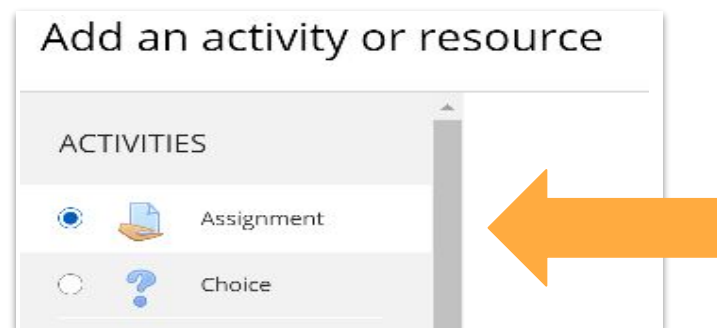 Add an activity or resource
ACTIVITIES
Assignment
Choice